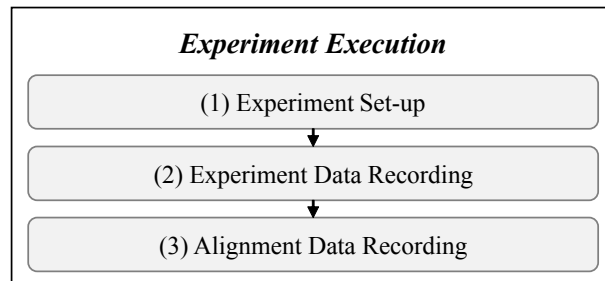 Experiment Execution
(1) Experiment Set-up
(2) Experiment Data Recording
(3) Alignment Data Recording